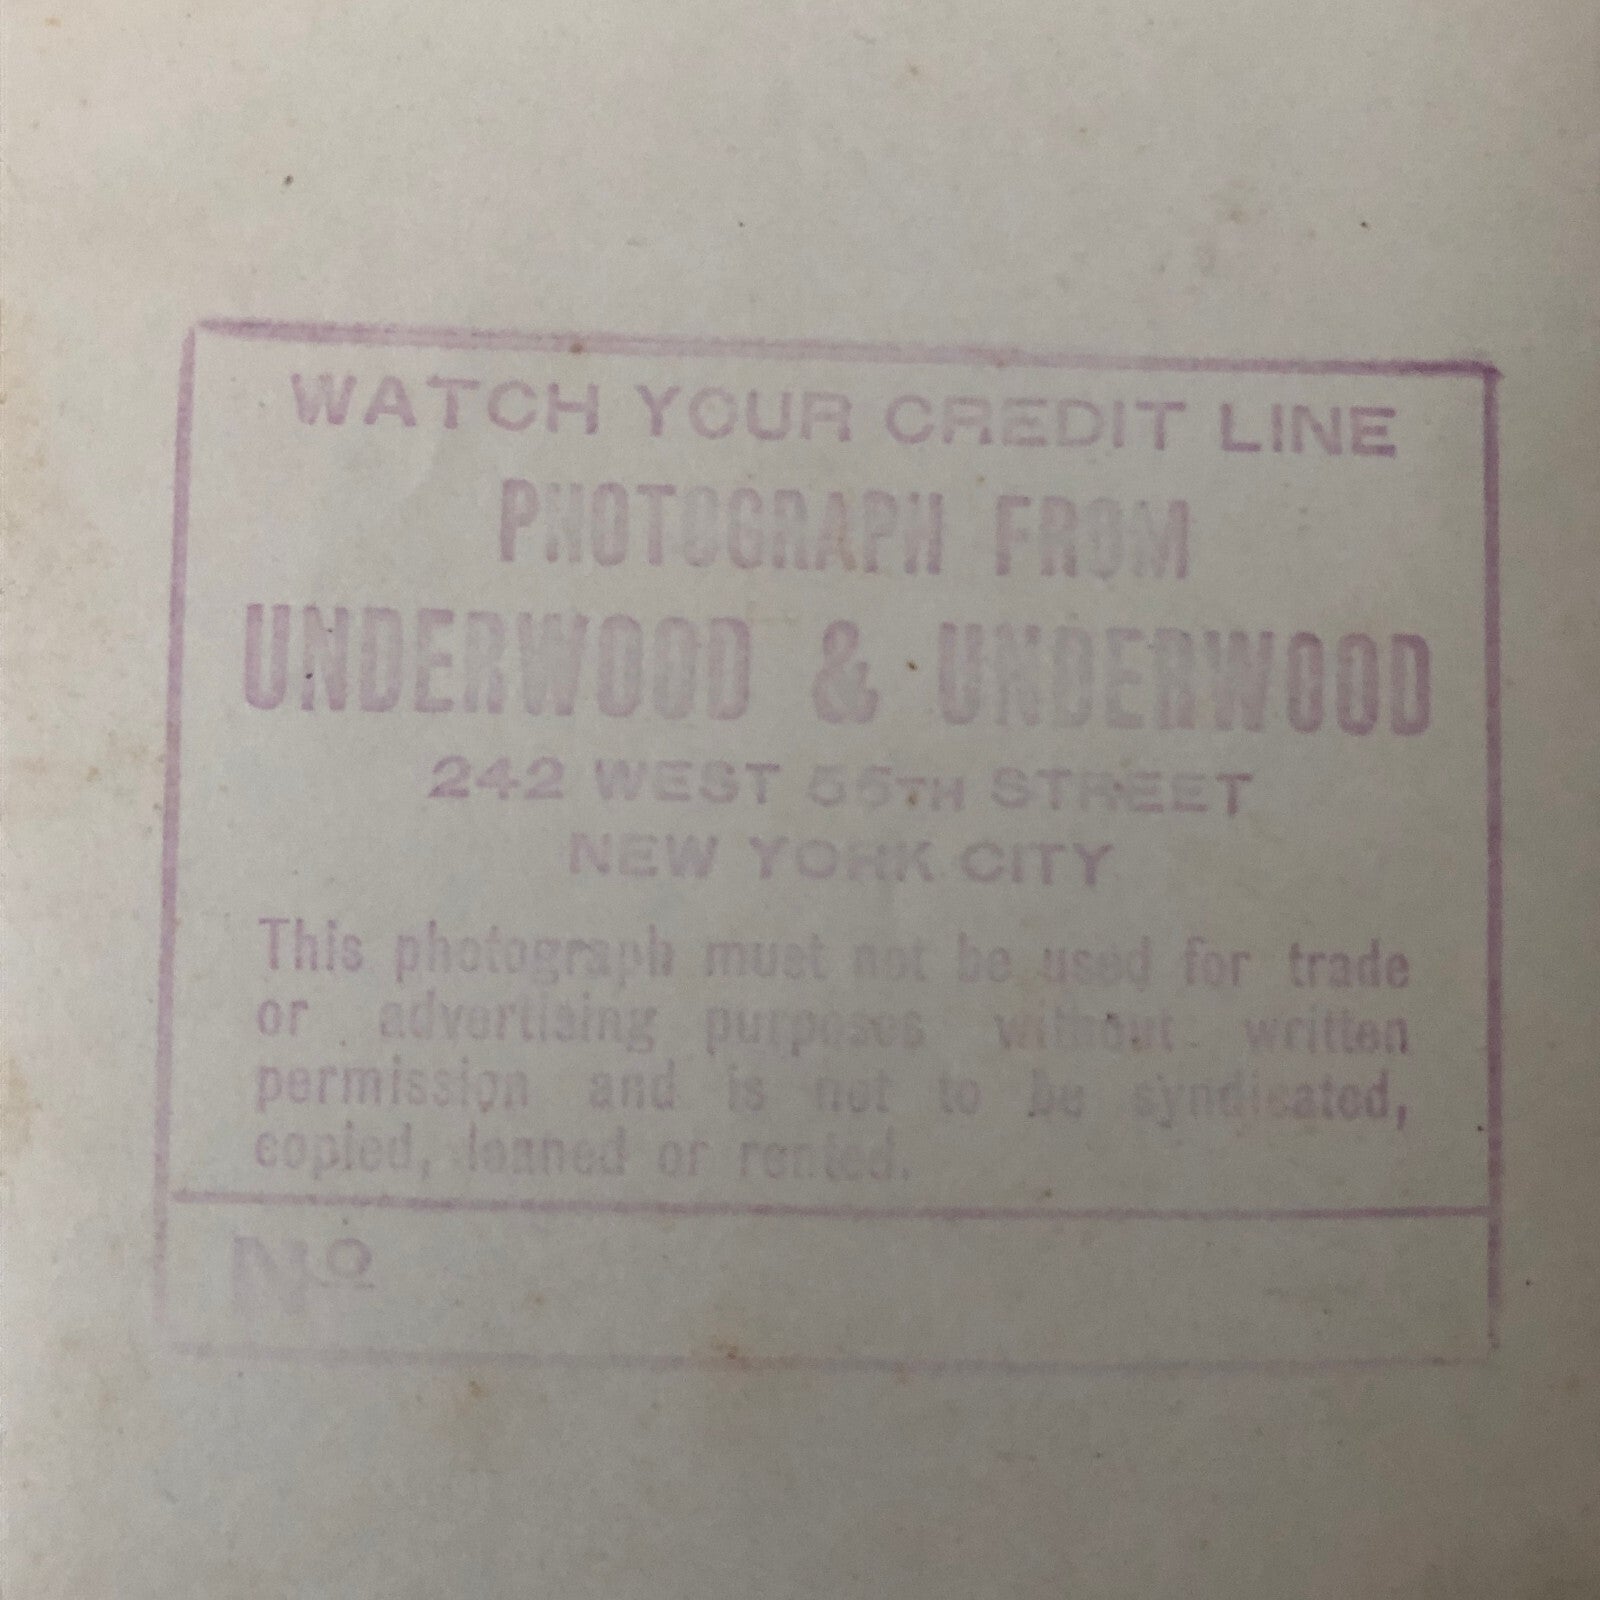 WATCH YOUR CREDIT LINE
PHOTOGRAPH FROM
UNDERWOOD & UNDERWOOD
242 WEST 55TH STREET
NEW YORK CITY
This photograph must not be used for trade
or advertising purposes without written
permission and is not to be syndicated,
copied, loaned or rented.
Nº